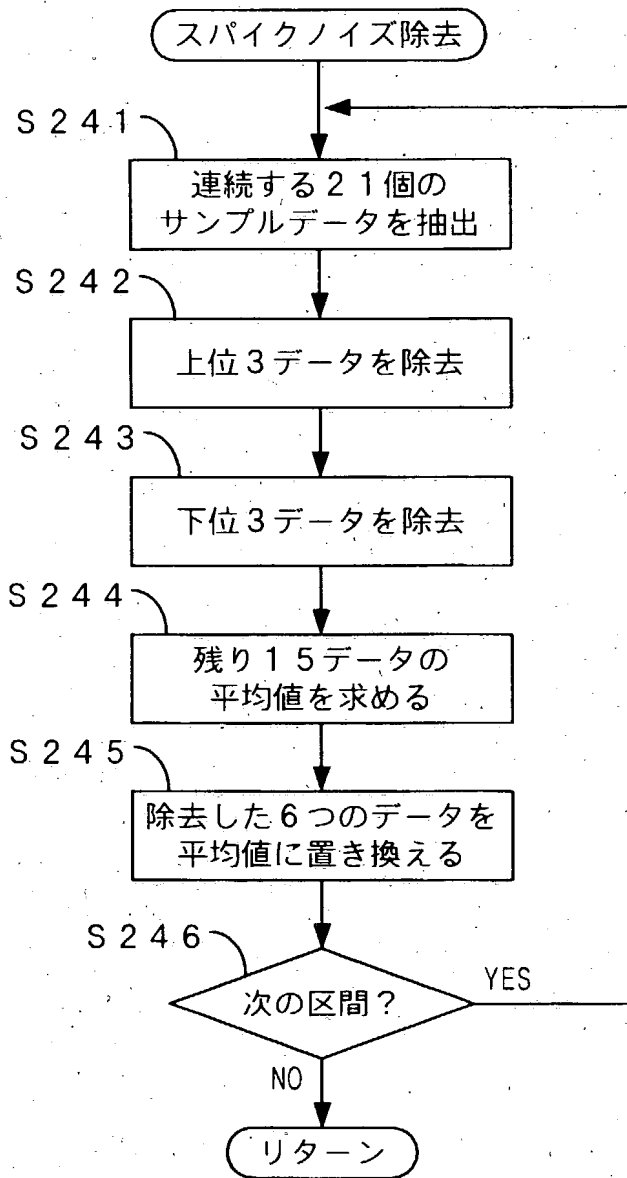 スパイクノイズ除去
S241
連続する21個の
サンプルデータを抽出
S242
上位3データを除去
S243
下位3データを除去
S244
残り15データの
平均値を求める
S245
除去した6つのデータを
平均値に置き換える
S246
次の区間?
YES
NO
リターン